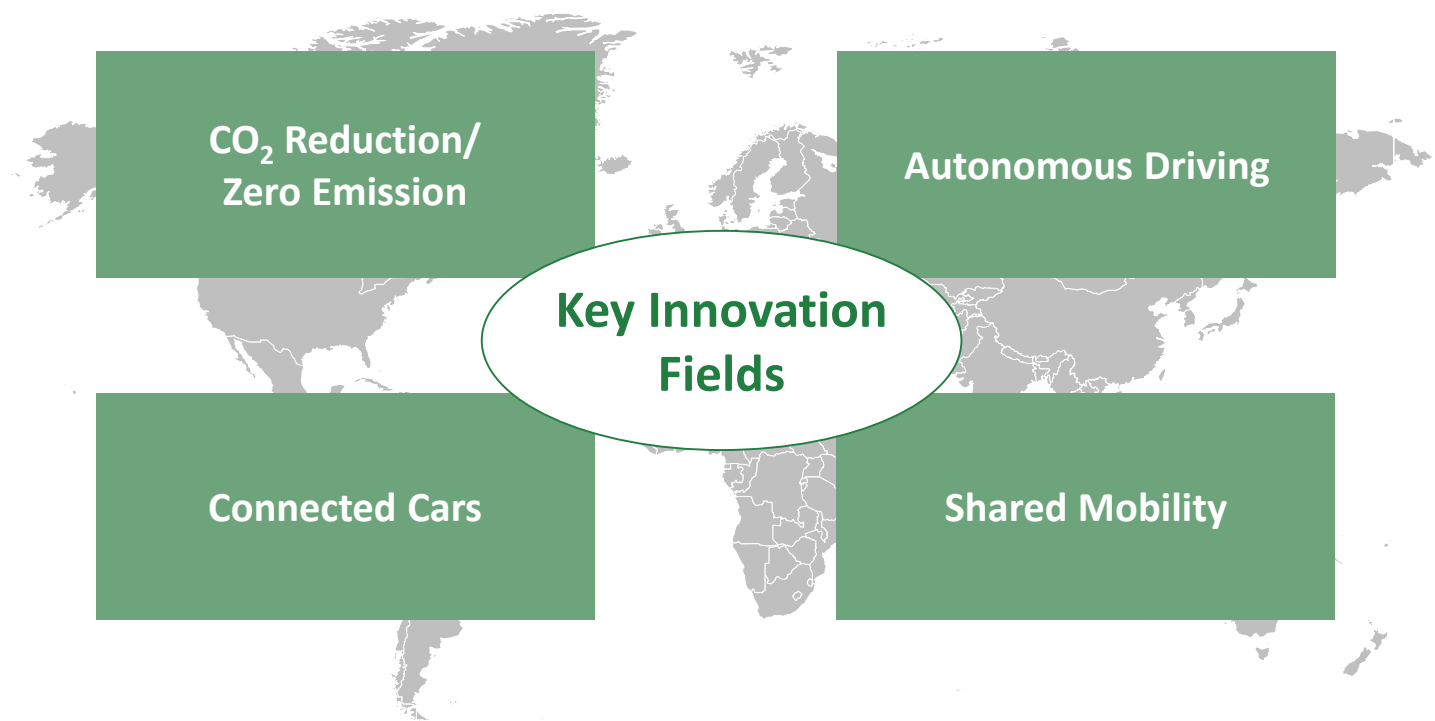 CO₂ Reduction/
Zero Emission
Autonomous Driving
Key Innovation
Fields
Connected Cars
Shared Mobility